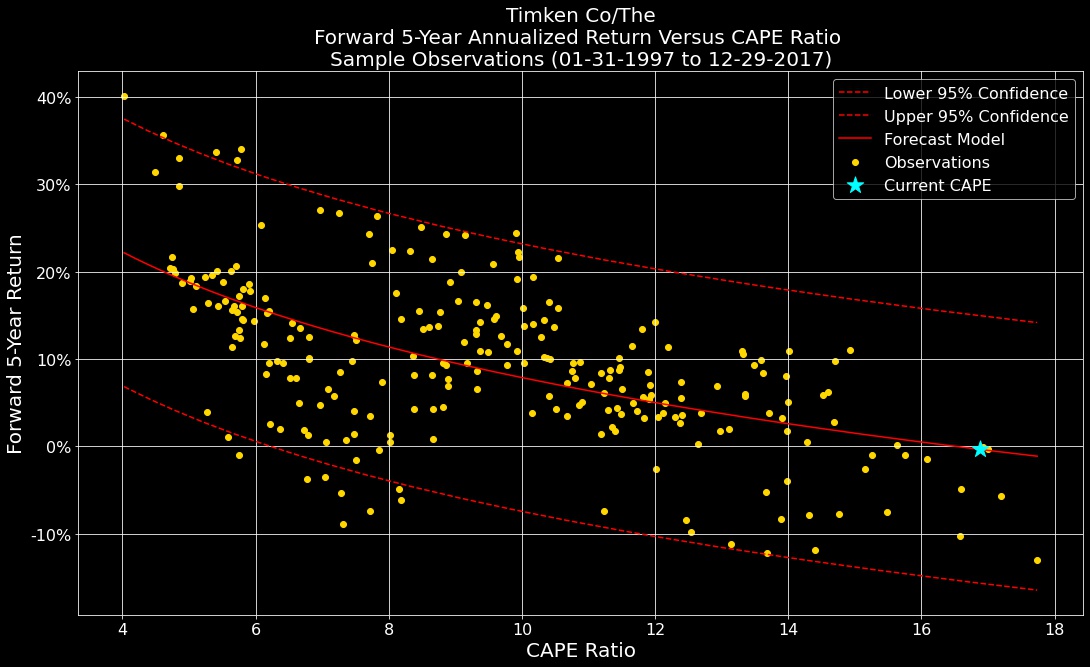 Timken Co/The
Forward 5-Year Annualized Return Versus CAPE Ratio
Sample Observations (01-31-1997 to 12-29-2017)
Forward 5-Year Return
40%
30%
20%
10%
0%
-10%
Lower 95% Confidence
Upper 95% Confidence
Forecast Model
Observations
Current CAPE
4 6 8 10 12 14 16 18
CAPE Ratio